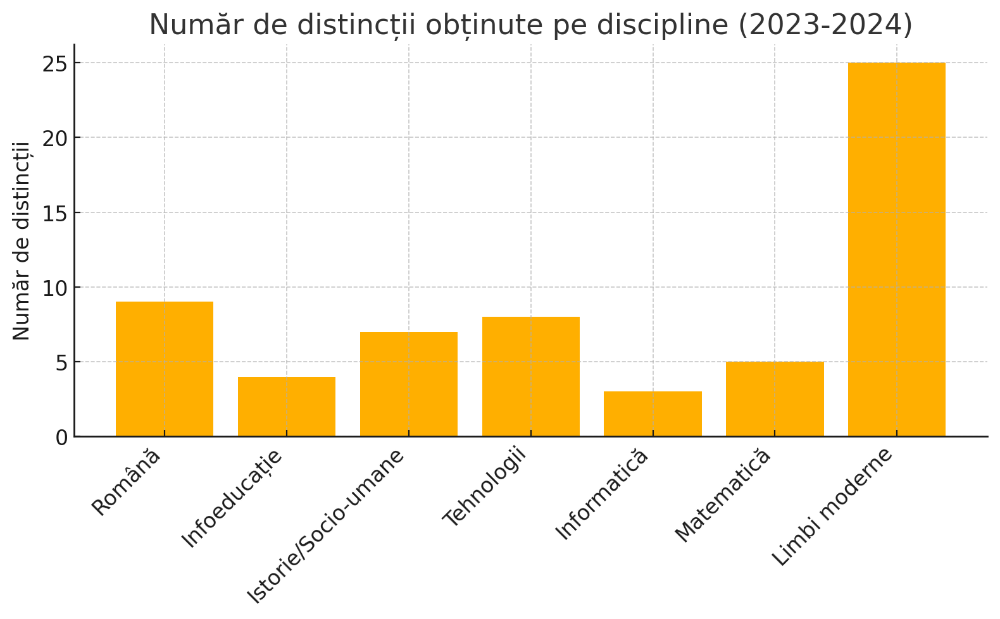 Număr de distincții obținute pe discipline (2023-2024)
Număr de distincții
25
20
15
10
5
0
Română
Infoeducație
Istorie/Socio-umane
Tehnologii
Informatică
Matematică
Limbi moderne